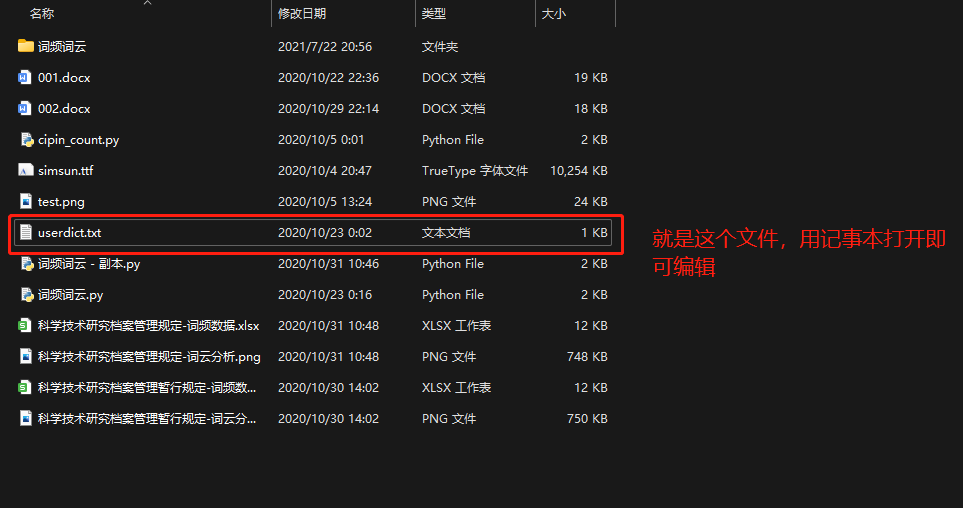 名称 修改日期 类型 大小
词频词云 2021/7/22 20:56 文件夹
001.docx 2020/10/22 22:36 DOCX 文档 19 KB
002.docx 2020/10/29 22:14 DOCX 文档 18 KB
cipin_count.py 2020/10/5 0:01 Python File 2 KB
simsun.ttf 2020/10/4 20:47 TrueType 字体文件 10,254 KB
test.png 2020/10/5 13:24 PNG 文件 24 KB
userdict.txt 2020/10/23 0:02 文本文档 1 KB
就是这个文件，用记事本打开即
可编辑
词频词云 - 副本.py 2020/10/31 10:46 Python File 2 KB
词频词云.py 2020/10/23 0:16 Python File 2 KB
科学技术研究档案管理规定-词频数据.xlsx 2020/10/31 10:48 XLSX 工作表 12 KB
科学技术研究档案管理规定-词云分析.png 2020/10/31 10:48 PNG 文件 748 KB
科学技术研究档案管理暂行规定-词频数... 2020/10/30 14:02 XLSX 工作表 12 KB
科学技术研究档案管理暂行规定-词云分... 2020/10/30 14:02 PNG 文件 750 KB